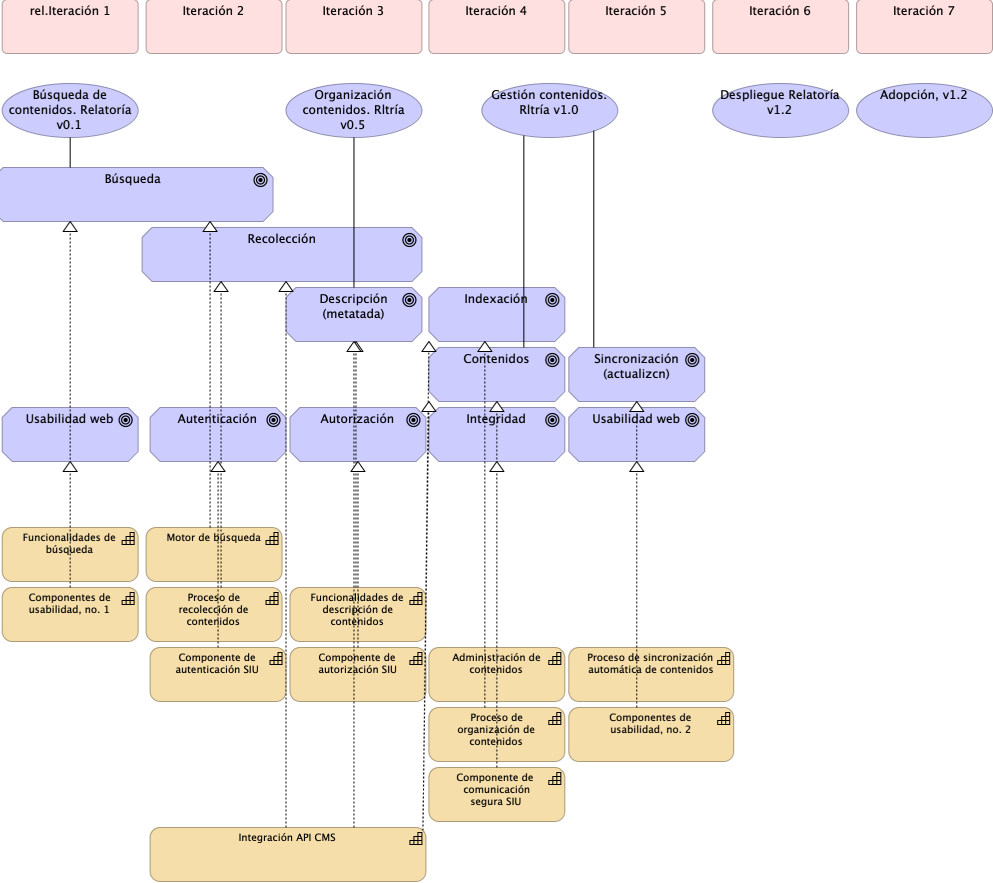 rel.Iteración 1
Iteración 2
Iteración 3
Iteración 4
Iteración 5
Iteración 6
Iteración 7
Búsqueda de
contenidos. Relatoría
v0.1
Organización
contenidos. Rltría
v0.5
Gestión contenidos.
Rltría v1.0
Despliegue Relatoría
v1.2
Adopción, v1.2
Búsqueda
Recolección
Descripción
(metatada)
Indexación
Contenidos
Sincronización
(actualizcn)
Usabilidad web
Autenticación
Autorización
Integridad
Usabilidad web
Funcionalidades de
búsqueda
Motor de búsqueda
Componentes de
usabilidad, no. 1
Proceso de
recolección de
contenidos
Funcionalidades de
descripción de
contenidos
Componente de
autenticación SIU
Componente de
autorización SIU
Administración de
contenidos
Proceso de sincronización
automática de contenidos
Proceso de
organización de
contenidos
Componentes de
usabilidad, no. 2
Componente de
comunicación
segura SIU
Integración API CMS